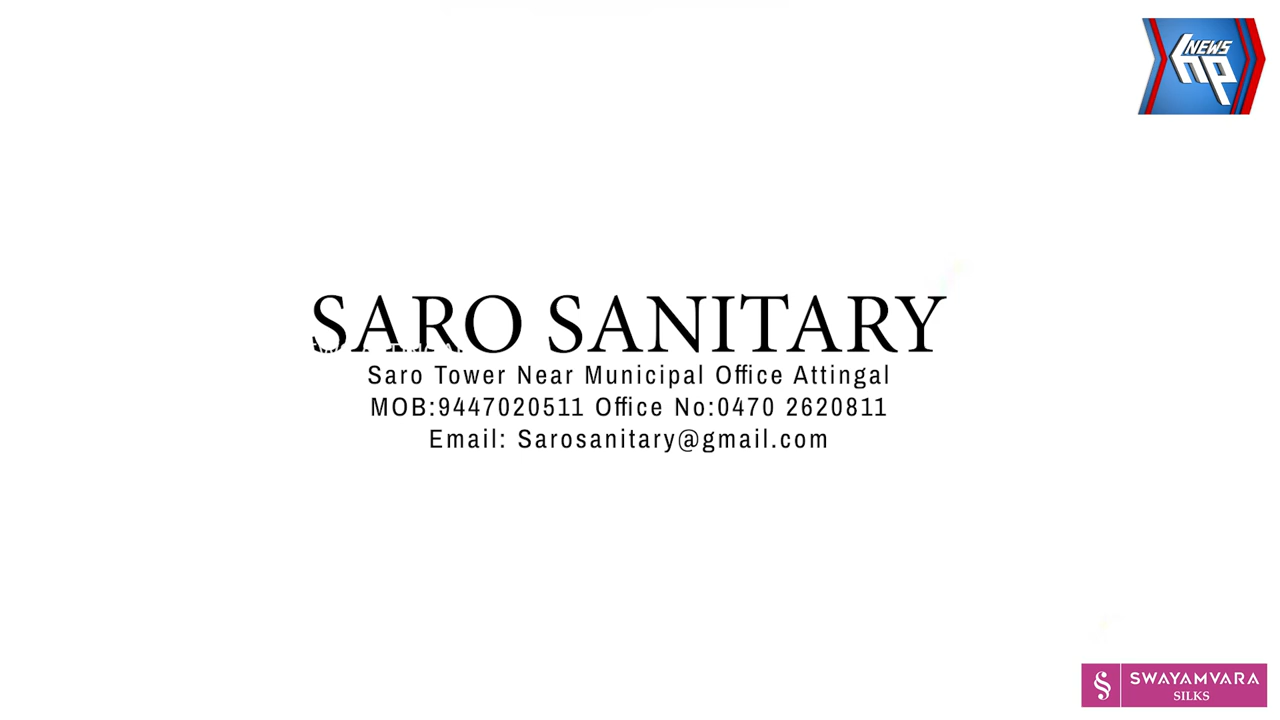 NEWS
hp
SARO SANITARY
Saro Tower Near Municipal Office Attingal
MOB:9447020511 Office No:0470 2620811
Email: Sarosanitary@gmail.com
SWAYAMVARA
SILKS